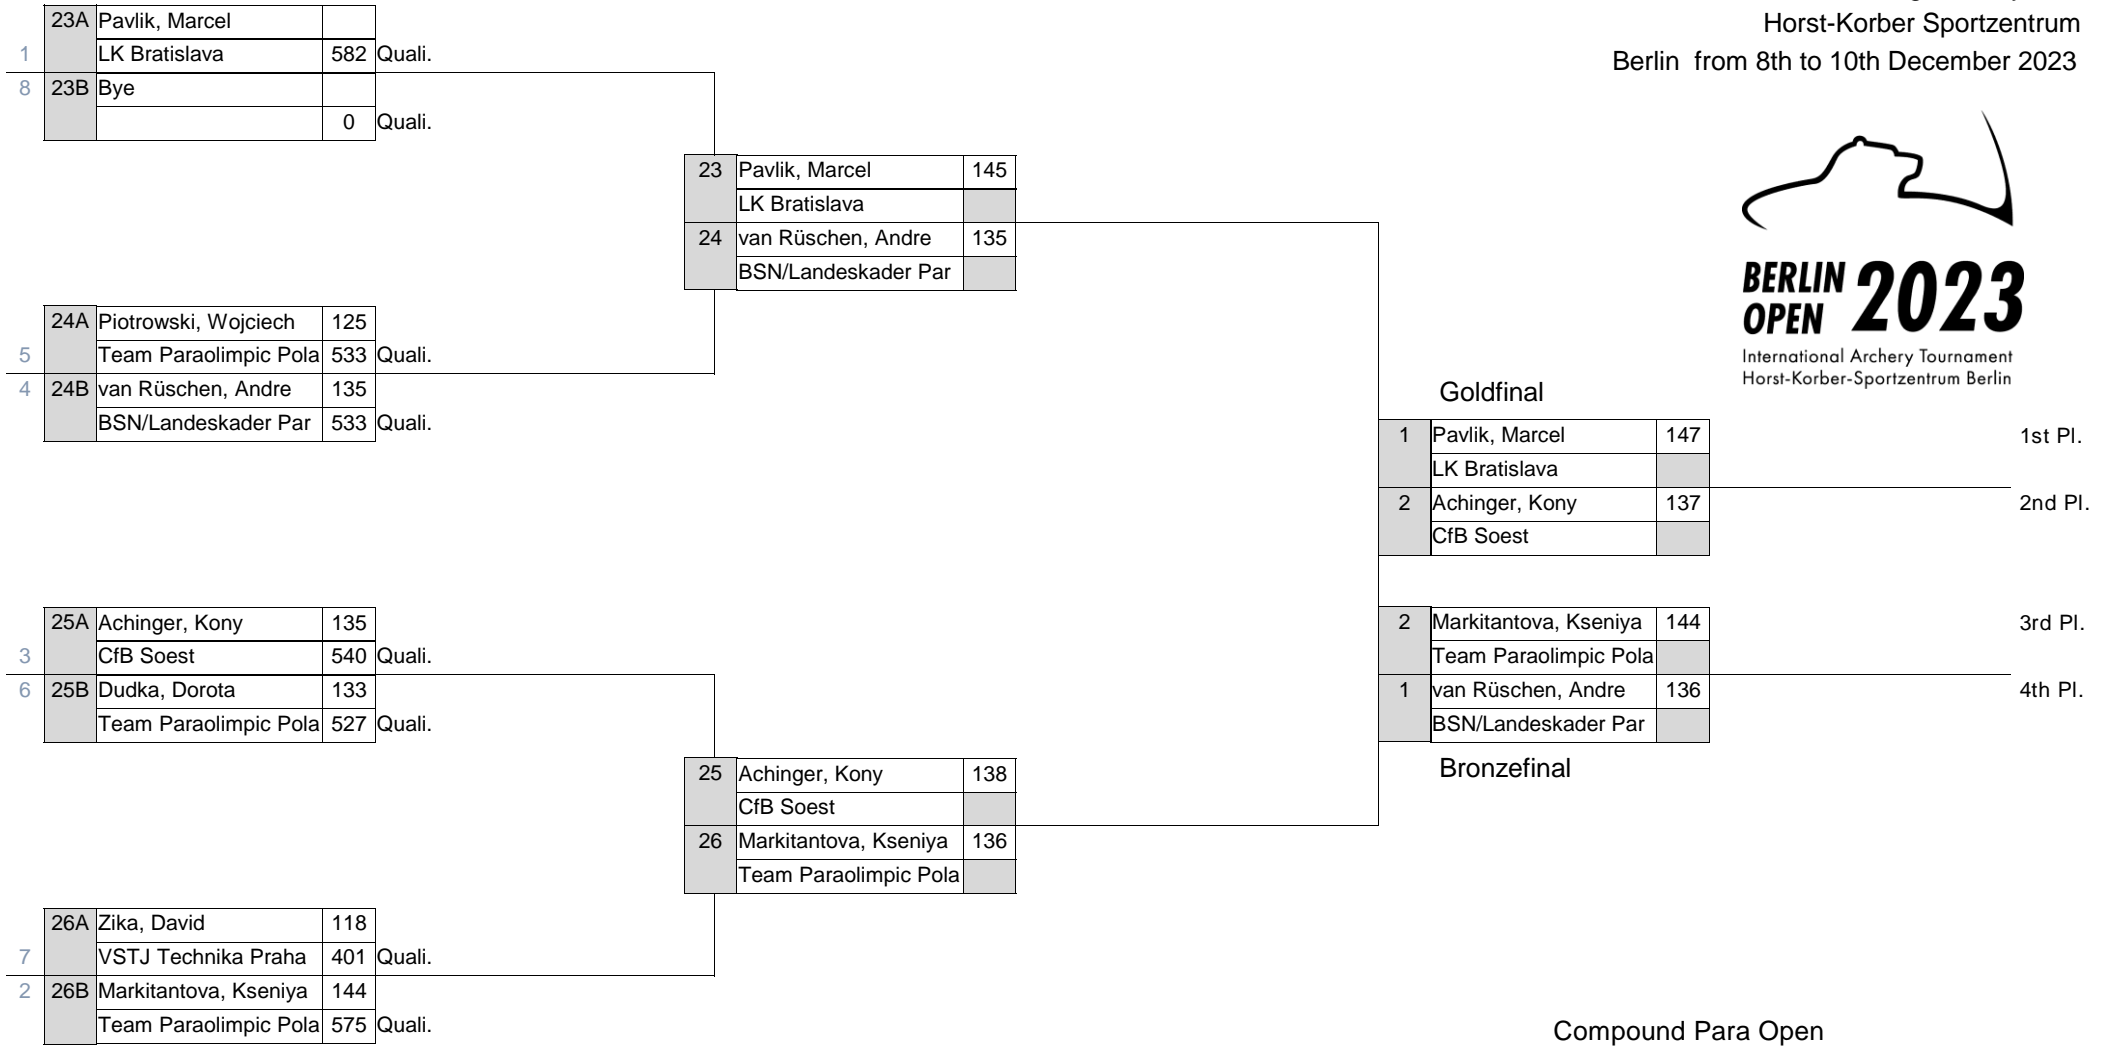 Horst-Korber Sportzentrum
Berlin from 8th to 10th December 2023
23A Pavlik, Marcel
1 LK Bratislava 582 Quali.
8 23B Bye
0 Quali.
23 Pavlik, Marcel 145
LK Bratislava
24 van Rüschen, Andre 135
BSN/Landeskader Par
24A Piotrowski, Wojciech 125
5 Team Paraolimpic Pola 533 Quali.
4 24B van Rüschen, Andre 135
BSN/Landeskader Par 533 Quali.
BERLIN OPEN 2023
International Archery Tournament
Horst-Korber-Sportzentrum Berlin
Goldfinal
1 Pavlik, Marcel 147 1st Pl.
LK Bratislava
2 Achinger, Kony 137 2nd Pl.
CfB Soest
25A Achinger, Kony 135
3 CfB Soest 540 Quali.
6 25B Dudka, Dorota 133
Team Paraolimpic Pola 527 Quali.
2 Markitantova, Kseniya 144 3rd Pl.
Team Paraolimpic Pola
1 van Rüschen, Andre 136 4th Pl.
BSN/Landeskader Par
Bronzefinal
25 Achinger, Kony 138
CfB Soest
26 Markitantova, Kseniya 136
Team Paraolimpic Pola
26A Zika, David 118
7 VSTJ Technika Praha 401 Quali.
2 26B Markitantova, Kseniya 144
Team Paraolimpic Pola 575 Quali.
Compound Para Open